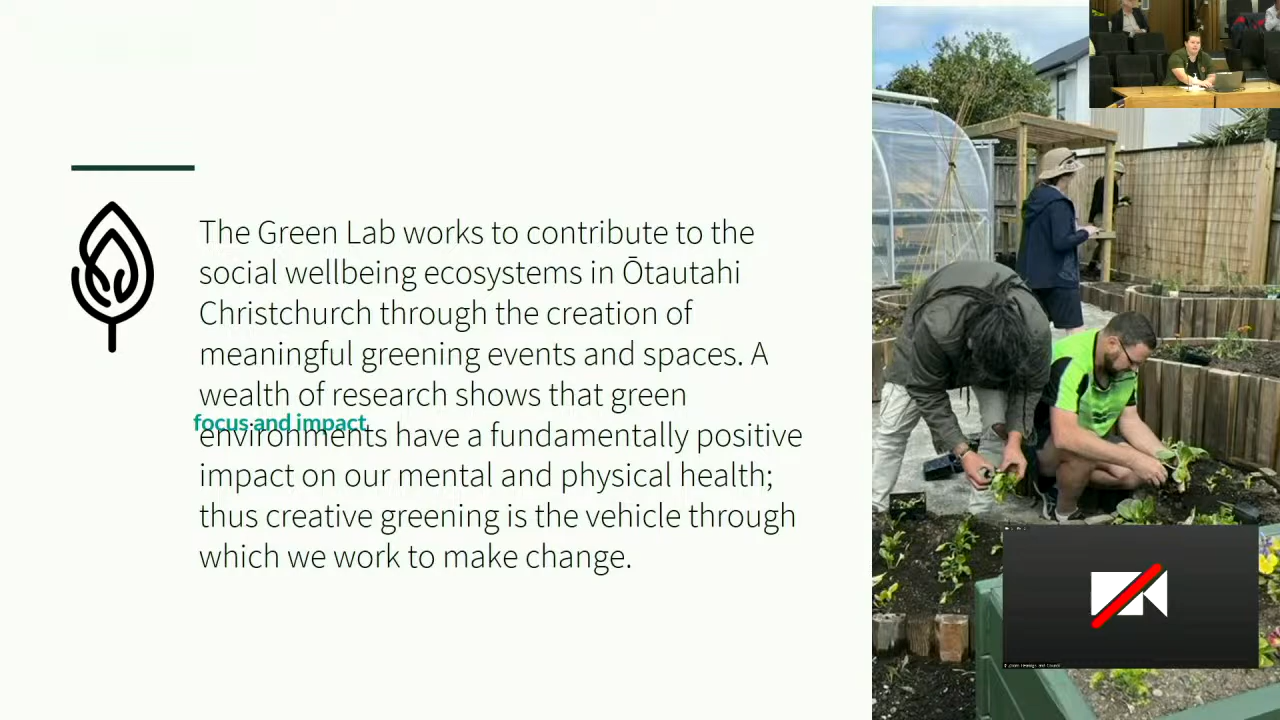 The Green Lab works to contribute to the
social wellbeing ecosystems in Ōtautahi
Christchurch through the creation of
meaningful greening events and spaces. A
wealth of research shows that green
focus and impact
environments have a fundamentally positive
impact on our mental and physical health;
thus creative greening is the vehicle through
which we work to make change.